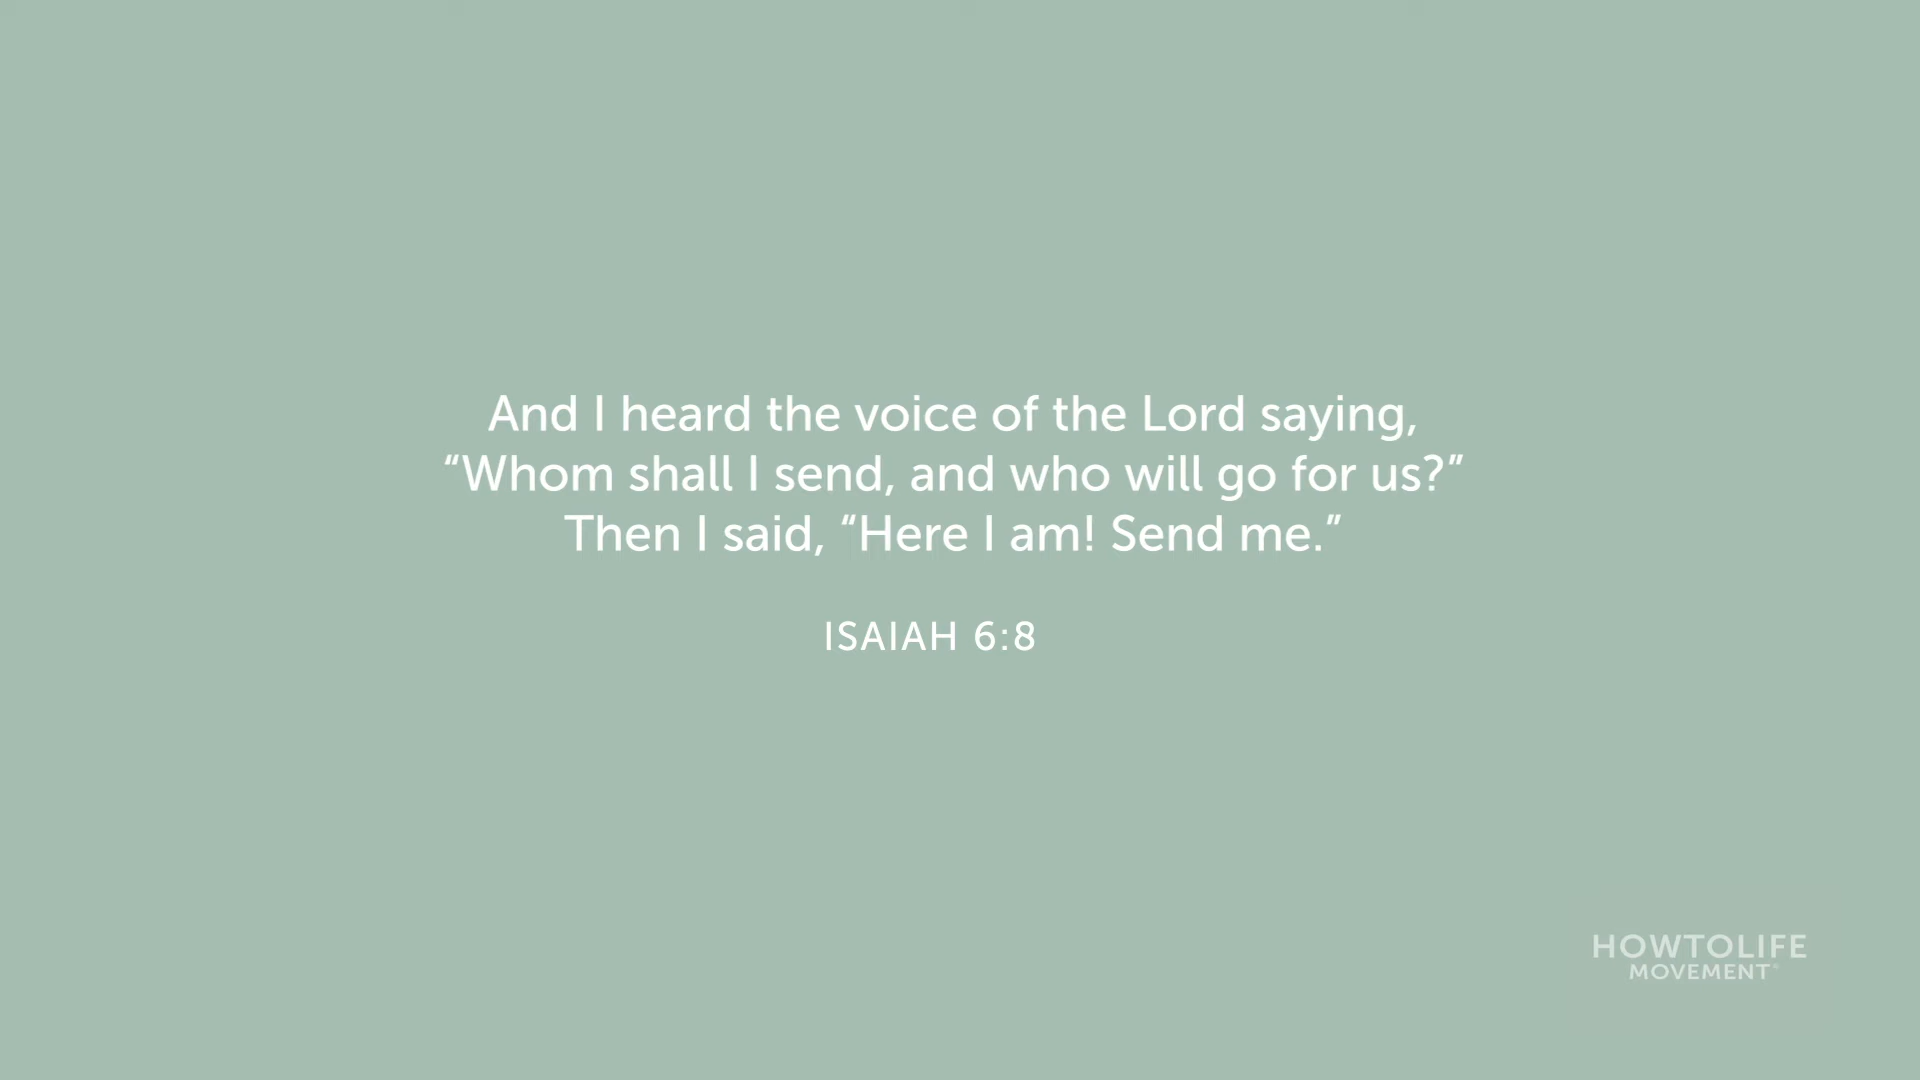 And I heard the voice of the Lord saying,
“Whom shall I send, and who will go for us?”
Then I said, “Here I am! Send me.”
ISAIAH 6:8
HOWTOLIFE
MOVEMENT®